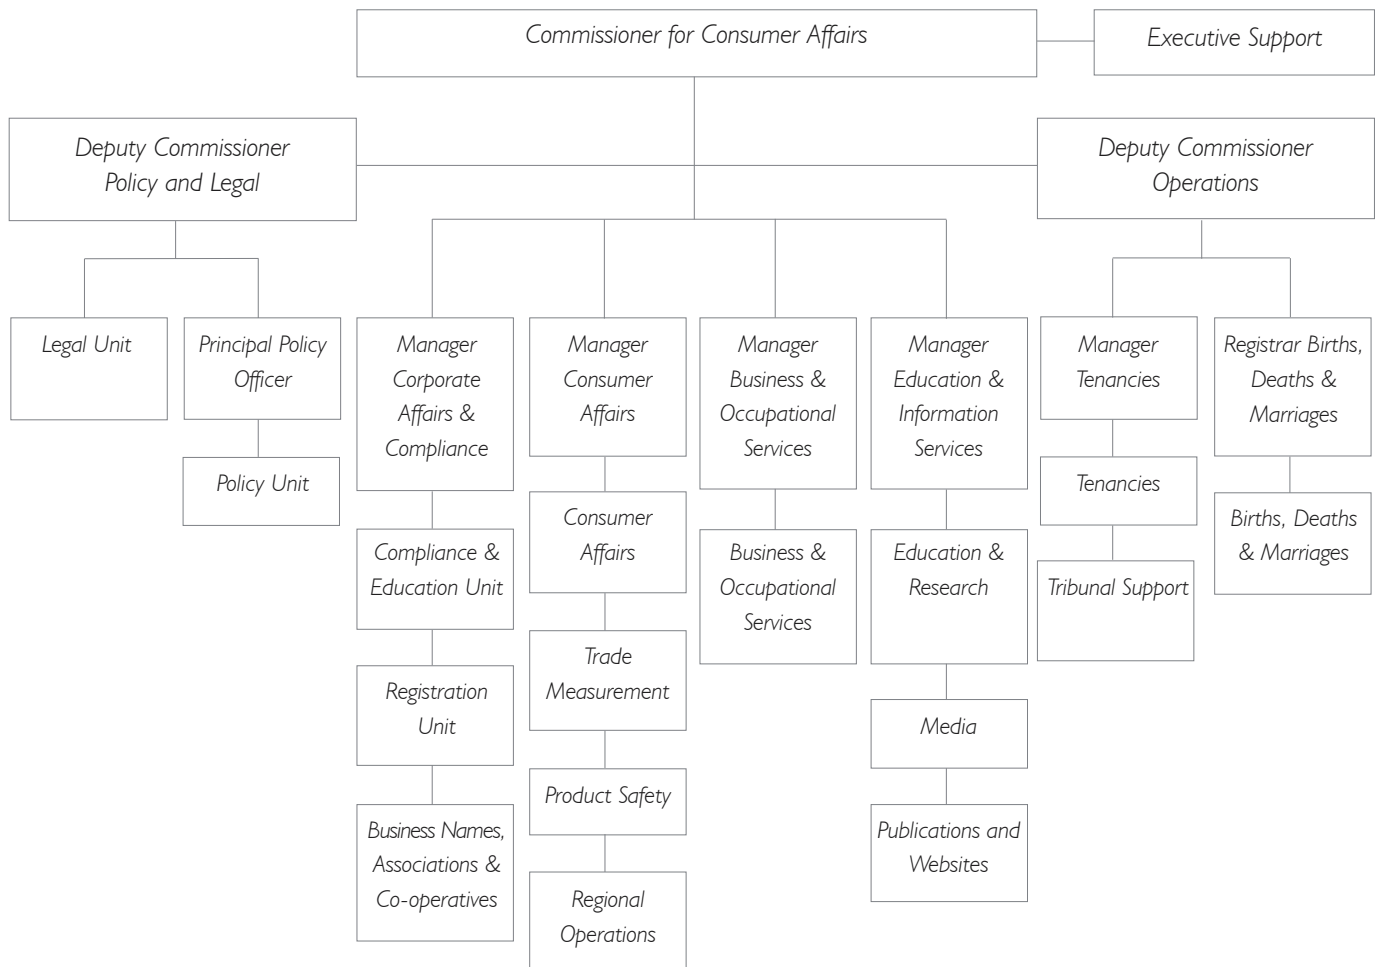 Commissioner for Consumer Affairs
Executive Support
Deputy Commissioner
Policy and Legal
Deputy Commissioner
Operations
Legal Unit
Principal Policy
Officer
Policy Unit
Manager
Corporate
Affairs &
Compliance
Compliance &
Education Unit
Registration
Unit
Business Names,
Associations &
Co-operatives
Manager
Consumer
Affairs
Consumer
Affairs
Trade
Measurement
Product Safety
Regional
Operations
Manager
Business &
Occupational
Services
Business &
Occupational
Services
Manager
Education &
Information
Services
Education &
Research
Media
Publications and
Websites
Manager
Tenancies
Tenancies
Tribunal Support
Registrar Births,
Deaths &
Marriages
Births, Deaths
& Marriages